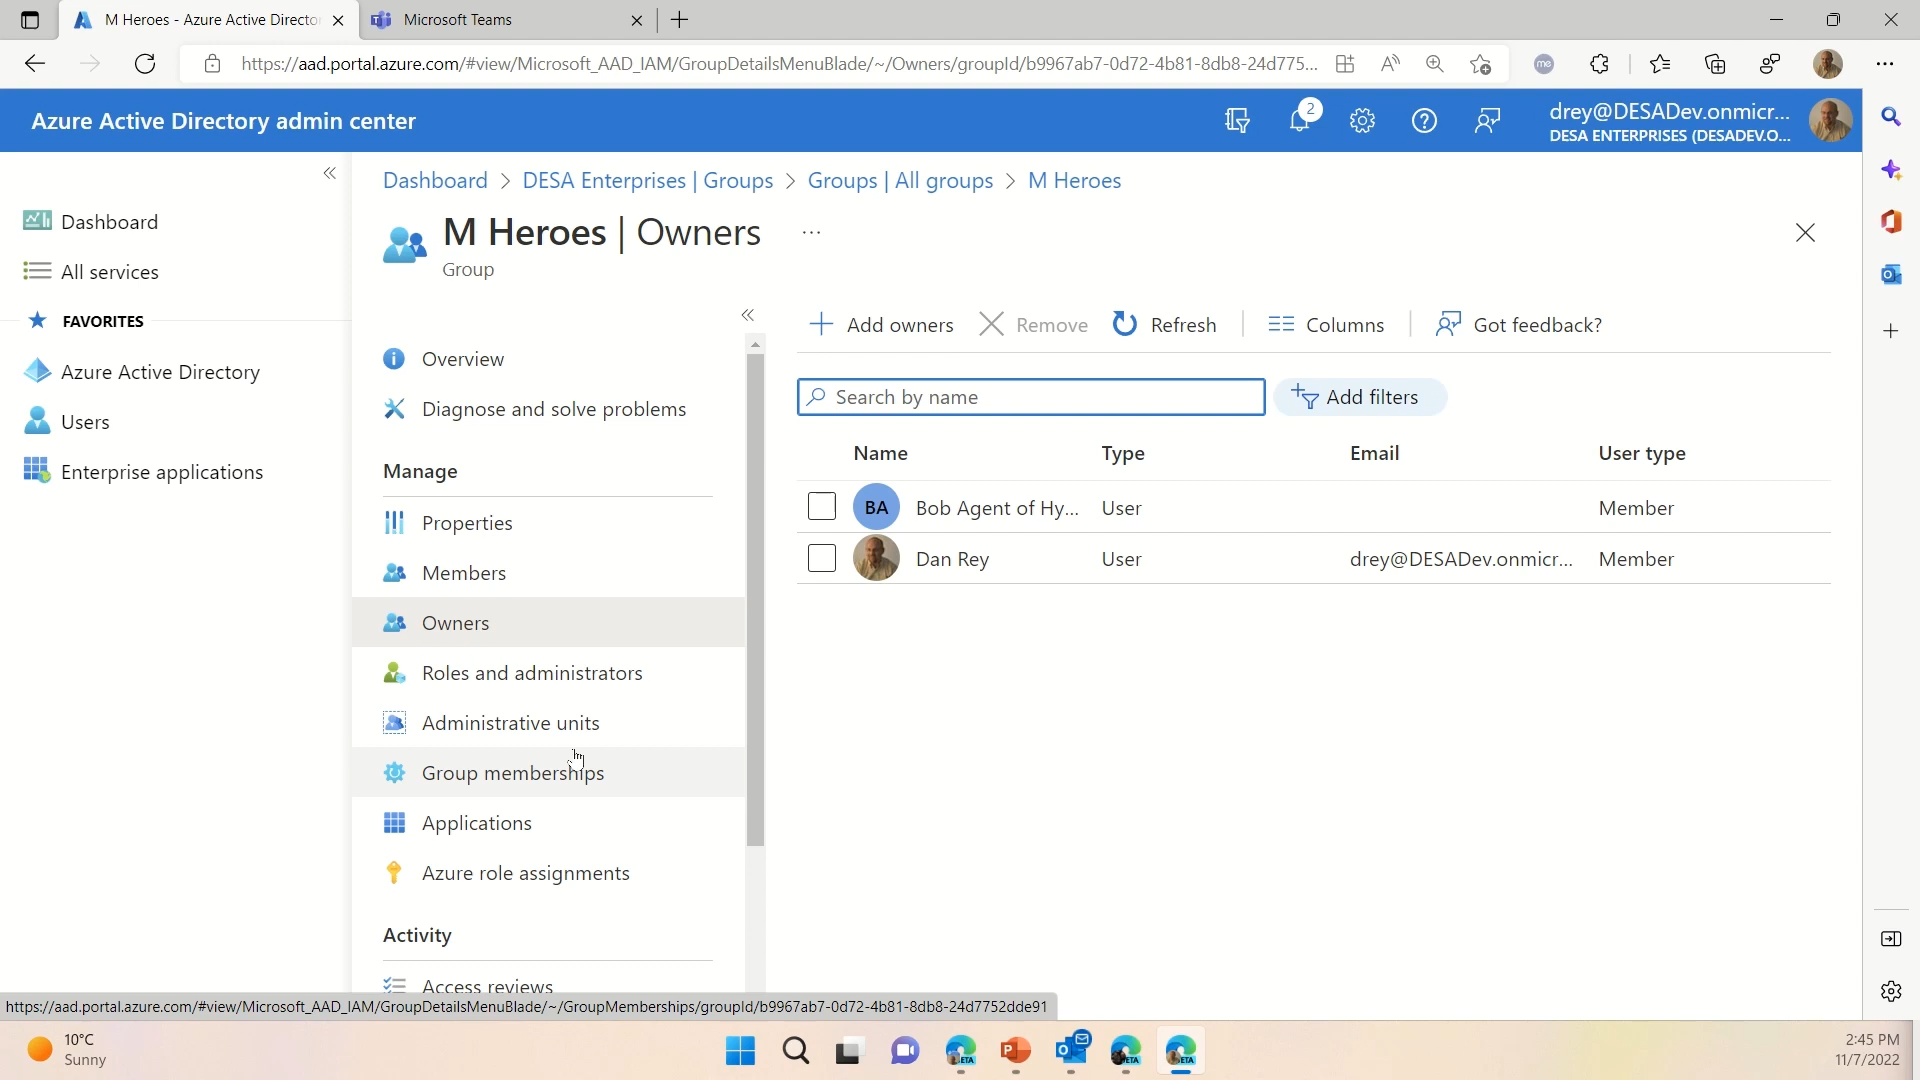 M Heroes - Azure Active Directo
Microsoft Teams
https://aad.portal.azure.com/#view/Microsoft_AAD_IAM/GroupDetailsMenuBlade/~/Owners/groupId/b9967ab7-0d72-4b81-8db8-24d775...
me
Azure Active Directory admin center
2
drey@DESADev.onmicr...
DESA ENTERPRISES (DESADEV.O...
Dashboard > DESA Enterprises | Groups > Groups | All groups > M Heroes
M Heroes | Owners ...
Group
Dashboard
All services
FAVORITES
Azure Active Directory
Users
Enterprise applications
Overview
Diagnose and solve problems
Manage
Properties
Members
Owners
Roles and administrators
Administrative units
Group memberships
Applications
Azure role assignments
Activity
Access reviews
Add owners Remove Refresh Columns Got feedback?
Search by name Add filters
Name Type Email User type
BA Bob Agent of Hy... User Member
Dan Rey User drey@DESADev.onmicr... Member
https://aad.portal.azure.com/#view/Microsoft_AAD_IAM/GroupDetailsMenuBlade/~/GroupMemberships/groupId/b9967ab7-0d72-4b81-8db8-24d7752dde91
10°C
Sunny
BETA
BETA
BETA
2:45 PM
11/7/2022